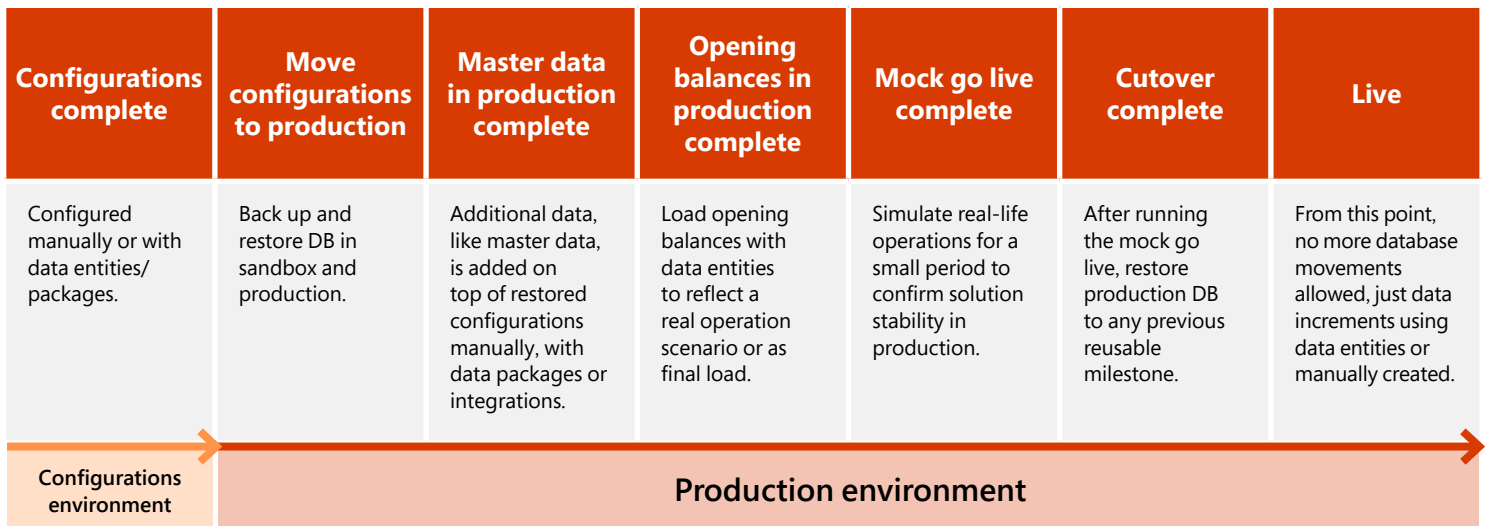 Configurations
complete
Move
configurations
to production
Master data
in production
complete
Opening
balances in
production
complete
Mock go live
complete
Cutover
complete
Live
Configured
manually or with
data entities/
packages.
Back up and
restore DB in
sandbox and
production.
Additional data,
like master data,
is added on
top of restored
configurations
manually, with
data packages or
integrations.
Load opening
balances with
data entities
to reflect a
real operation
scenario or as
final load.
Simulate real-life
operations for a
small period to
confirm solution
stability in
production.
After running
the mock go
live, restore
production DB
to any previous
reusable
milestone.
From this point,
no more database
movements
allowed, just data
increments using
data entities or
manually created.
Configurations
environment
Production environment